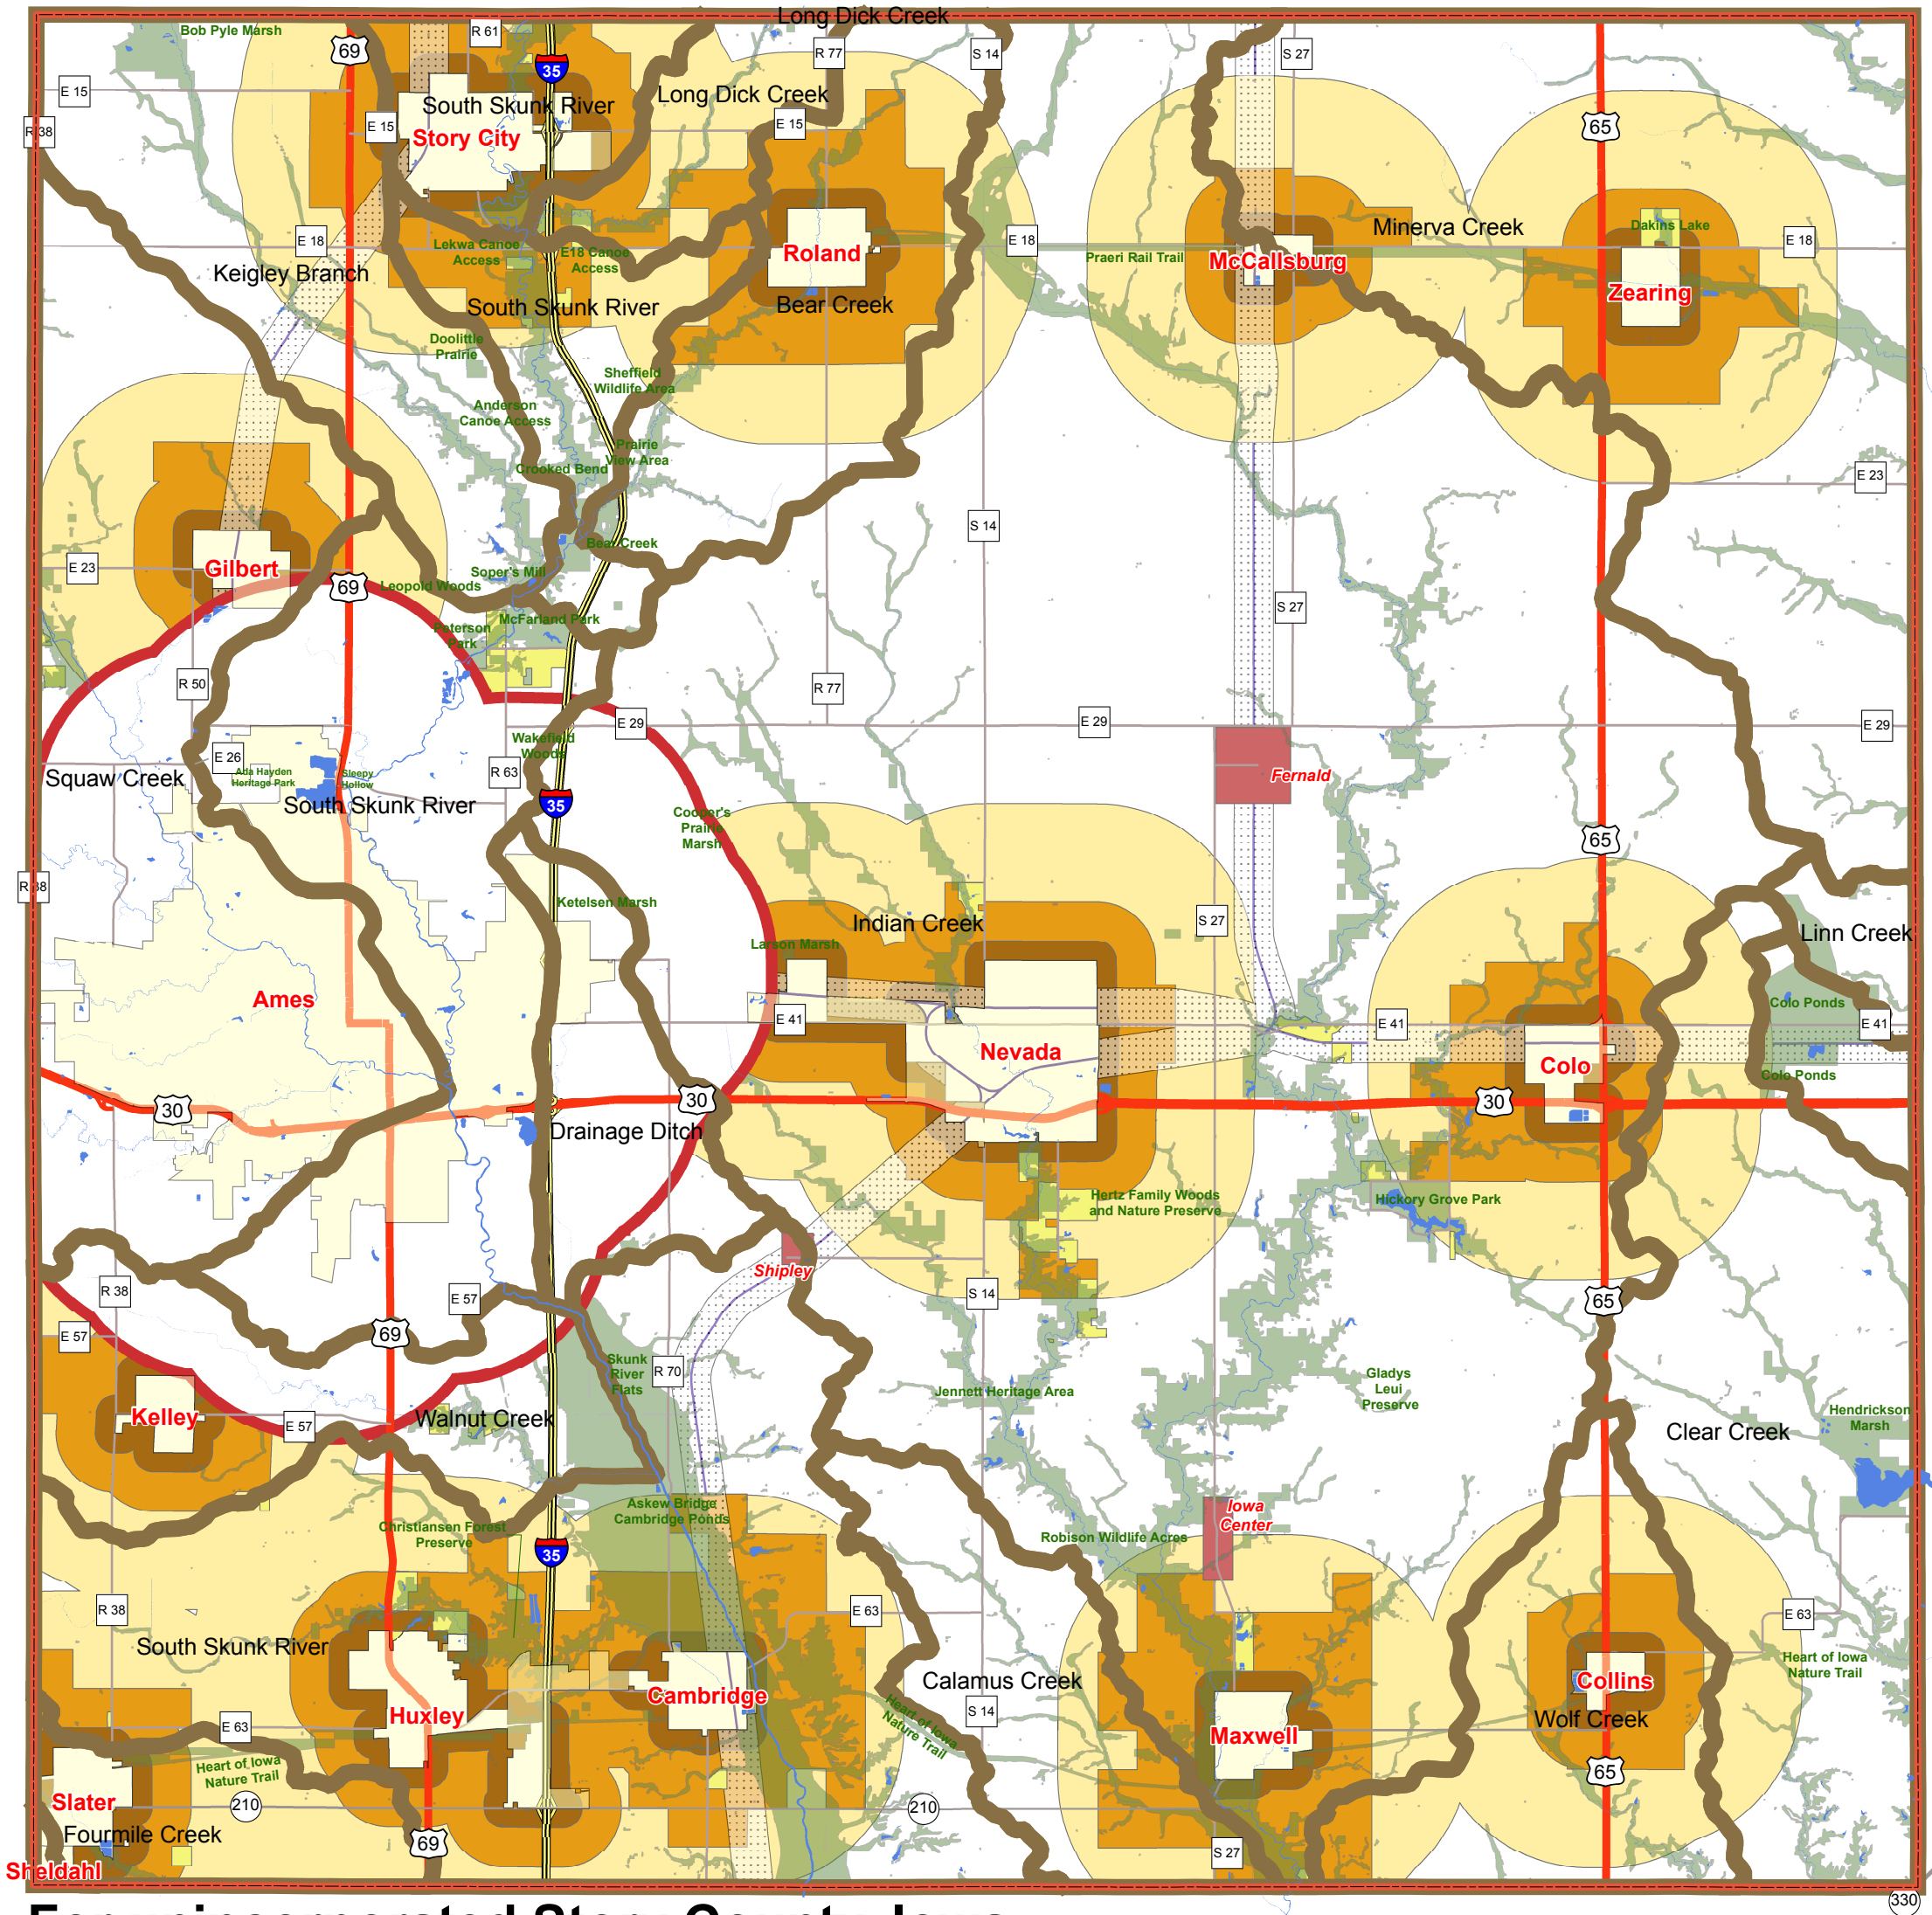 Long Dick Creek
Bob Pyle Marsh
R 61
69
R 77
S 14
S 27
35
E 15
Long Dick Creek
South Skunk River
E 15
E 15
65
R 38
Story City
Minerva Creek
Dakins Lake
E 18
E 18
E 18
Lekwa Canoe
Access
E18 Canoe
Access
Roland
Praeri Rail Trail
McCallsburg
Keigley Branch
Zearing
South Skunk River
Bear Creek
Doolittle
Prairie
Sheffield
Wildlife Area
Anderson
Canoe Access
Prairie
View Area
Crooked Bend
E 23
S 14
Bear Creek
E 23
Gilbert
Soper's Mill
69
Leopold Woods
S 27
McFarland Park
Peterson
Park
R 50
R 77
E 29
E 29
E 29
Wakefield
Woods
E 26
R 63
Squaw Creek
Ada Hayden
Heritage Park
Sleepy
Hollow
Fernald
South Skunk River
35
Cooper's
Prairie
Marsh
65
R 38
Ketelsen Marsh
Indian Creek
S 27
Linn Creek
Larson Marsh
Ames
Colo Ponds
E 41
E 41
E 41
Nevada
Colo
Colo Ponds
30
30
30
Drainage Ditch
Hertz Family Woods
and Nature Preserve
Hickory Grove Park
Shipley
R 38
E 57
S 14
65
E 57
69
Skunk
River
Flats
R 70
Jennett Heritage Area
Gladys
Leui
Preserve
Kelley
E 57
Walnut Creek
Clear Creek
Hendrickson
Marsh
Askew Bridge
Cambridge Ponds
Iowa
Center
Christiansen Forest
Preserve
Robison Wildlife Acres
35
R 38
E 63
E 63
South Skunk River
Heart of Iowa
Nature Trail
Calamus Creek
Collins
Cambridge
Huxley
Heart of Iowa
Nature Trail
S 14
Wolf Creek
E 63
Maxwell
Heart of Iowa
Nature Trail
65
Slater
210
210
Fourmile Creek
69
S 27
Sheldahl
330
For unincorporated Story County, Iowa